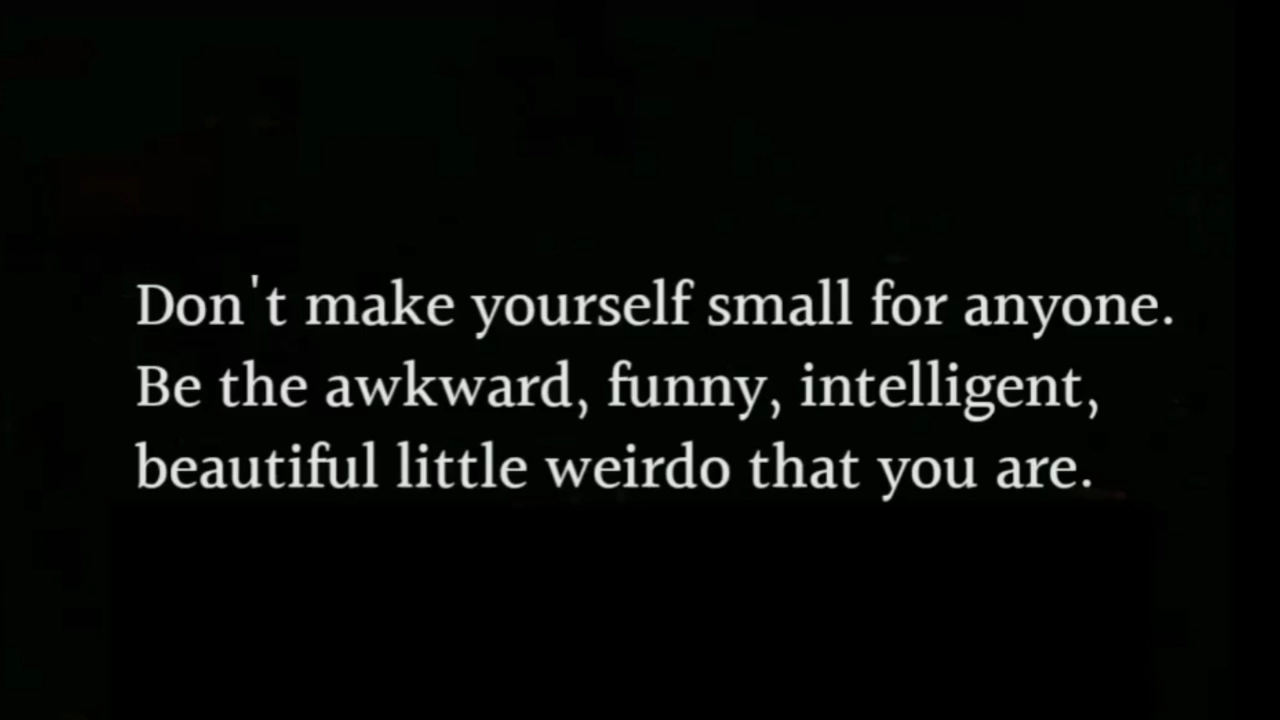 Don't make yourself small for anyone.
Be the awkward, funny, intelligent,
beautiful little weirdo that you are.